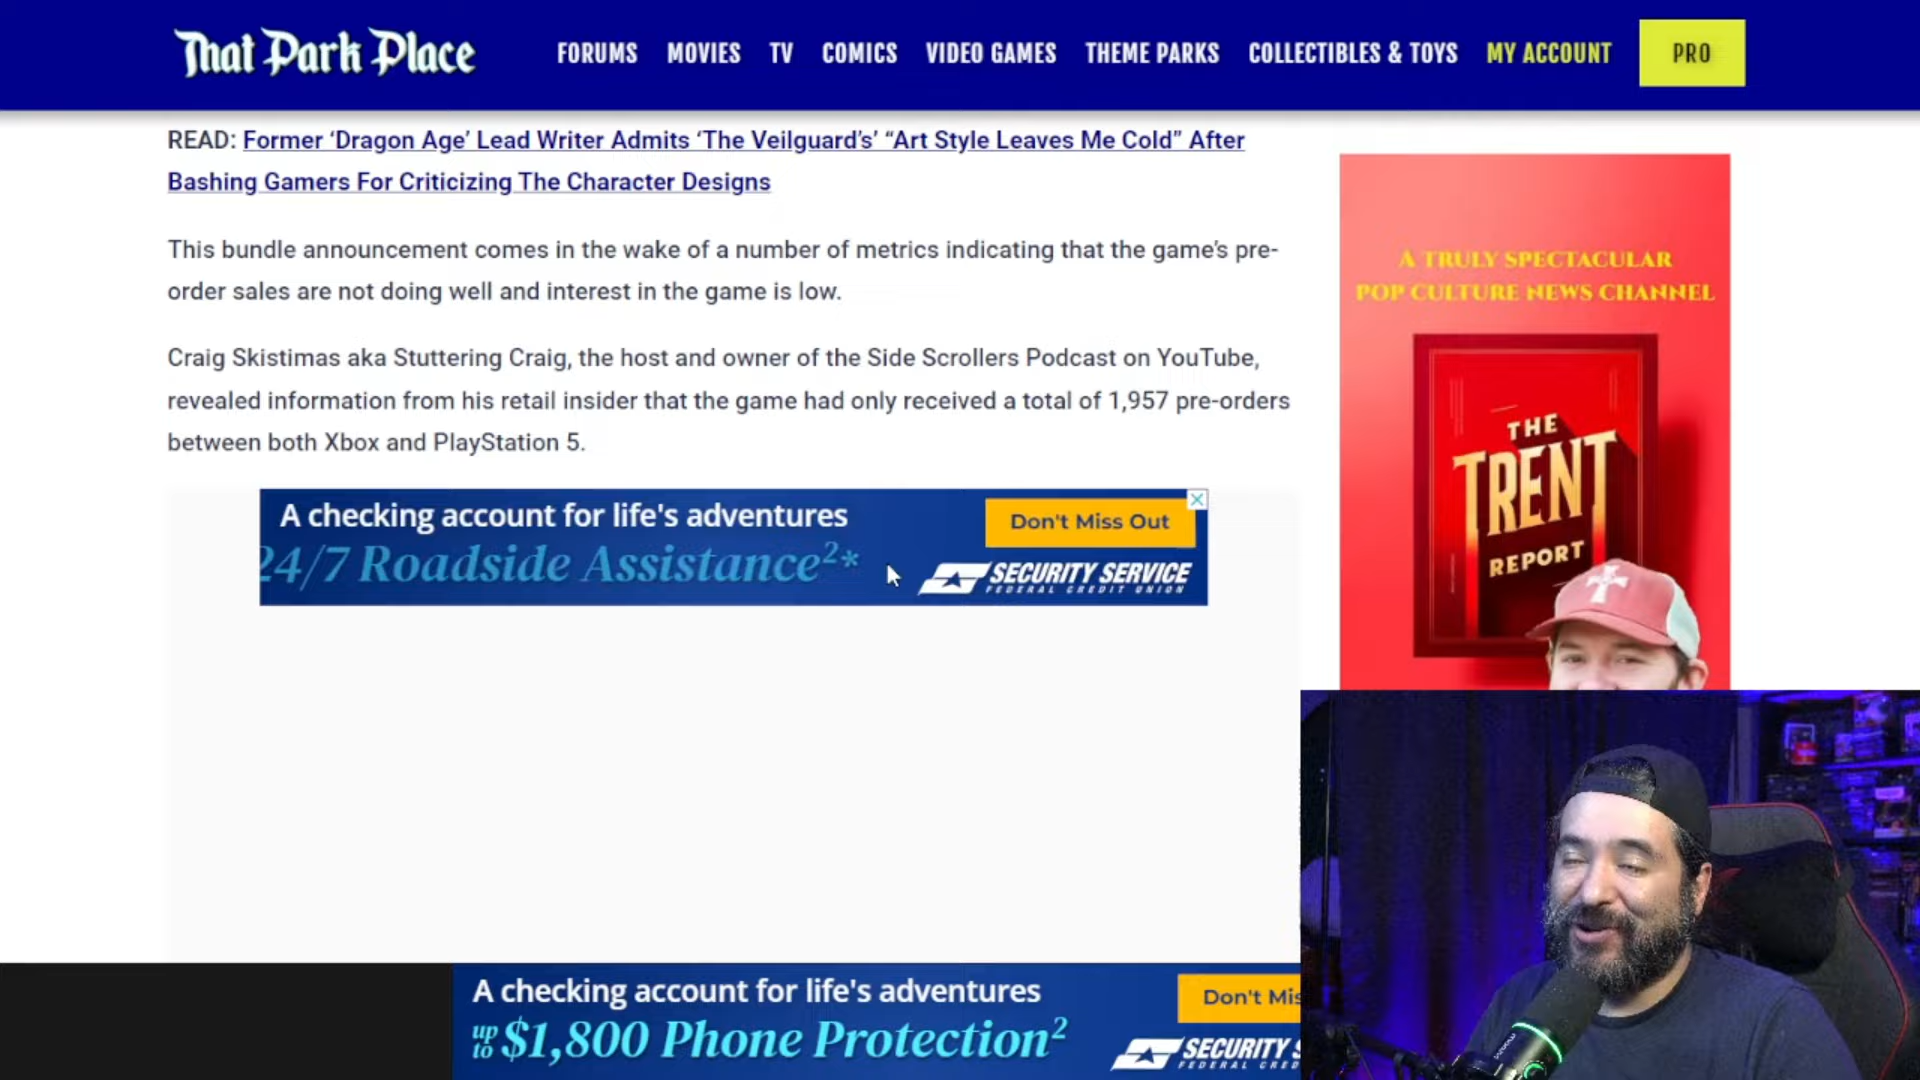 That Park Place
FORUMS MOVIES TV COMICS VIDEO GAMES THEME PARKS COLLECTIBLES & TOYS MY ACCOUNT PRO
READ: Former ‘Dragon Age’ Lead Writer Admits ‘The Veilguard’s’ “Art Style Leaves Me Cold” After
Bashing Gamers For Criticizing The Character Designs
This bundle announcement comes in the wake of a number of metrics indicating that the game’s pre-
order sales are not doing well and interest in the game is low.
Craig Skistimas aka Stuttering Craig, the host and owner of the Side Scrollers Podcast on YouTube,
revealed information from his retail insider that the game had only received a total of 1,957 pre-orders
between both Xbox and PlayStation 5.
A checking account for life's adventures
24/7 Roadside Assistance²*
Don't Miss Out
SECURITY SERVICE
FEDERAL CREDIT UNION
A TRULY SPECTACULAR
POP CULTURE NEWS CHANNEL
THE
TRENT
REPORT
A checking account for life's adventures
up to $1,800 Phone Protection²
Don't Mis
SECURITY S
FEDERAL CRED